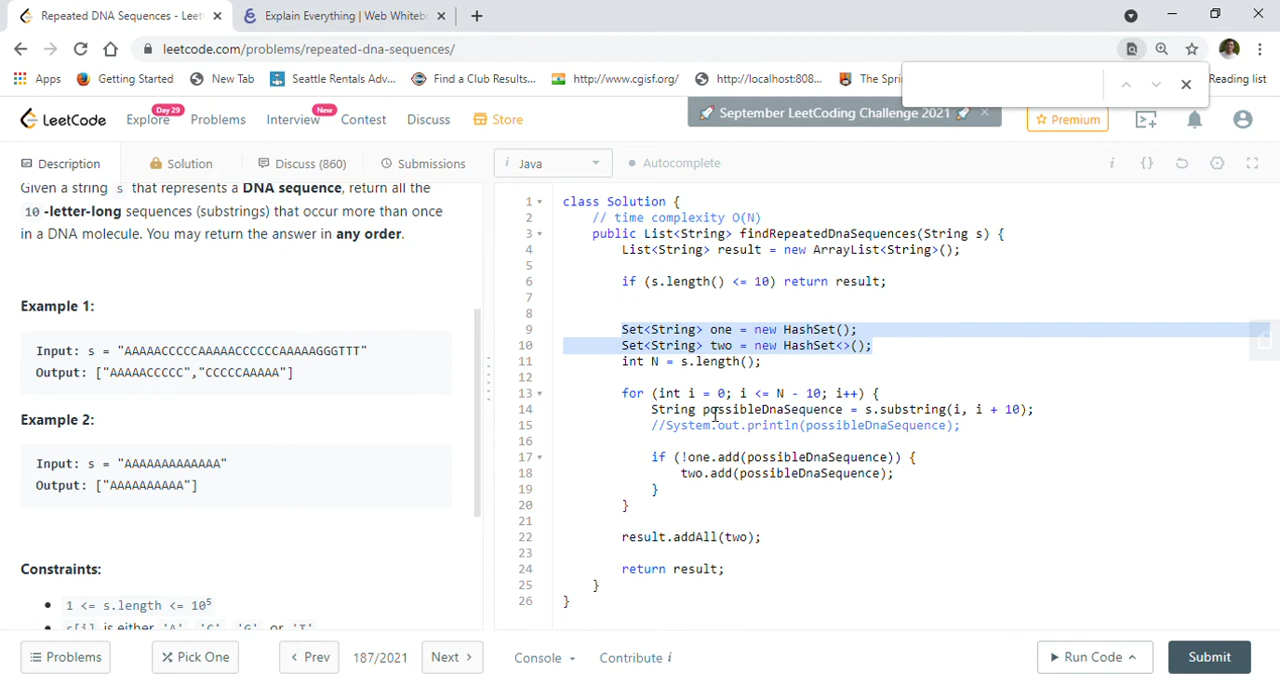 Repeated DNA Sequences - Leet
Explain Everything | Web Whitebo
leetcode.com/problems/repeated-dna-sequences/
Apps
Getting Started
New Tab
Seattle Rentals Adv...
Find a Club Results...
http://www.cgisf.org/
http://localhost:808...
The Spri
Reading list
LeetCode
Explore
Day 29
Problems
Interview
New
Contest
Discuss
Store
🚀 September LeetCoding Challenge 2021 🚀
Premium
Description
Solution
Discuss (860)
Submissions
i Java
Autocomplete
i {}
Given a string s that represents a DNA sequence, return all the
10 -letter-long sequences (substrings) that occur more than once
in a DNA molecule. You may return the answer in any order.
Example 1:
Input: s = "AAAAACCCCCAAAAACCCCCCAAAAAGGGTTT"
Output: ["AAAAACCCCC","CCCCCAAAAA"]
Example 2:
Input: s = "AAAAAAAAAAAAA"
Output: ["AAAAAAAAAA"]
Constraints:
• 1 <= s.length <= 10⁵
• s[i] is either 'A', 'C', 'G', or 'T'.
1 class Solution {
2 // time complexity O(N)
3 public List<String> findRepeatedDnaSequences(String s) {
4 List<String> result = new ArrayList<String>();
5
6 if (s.length() <= 10) return result;
7
8
9 Set<String> one = new HashSet();
10 Set<String> two = new HashSet<>();
11 int N = s.length();
12
13 for (int i = 0; i <= N - 10; i++) {
14 String possibleDnaSequence = s.substring(i, i + 10);
15 //System.out.println(possibleDnaSequence);
16
17 if (!one.add(possibleDnaSequence)) {
18 two.add(possibleDnaSequence);
19 }
20 }
21
22 result.addAll(two);
23
24 return result;
25 }
26 }
Problems
Pick One
Prev
187/2021
Next
Console
Contribute i
Run Code
Submit